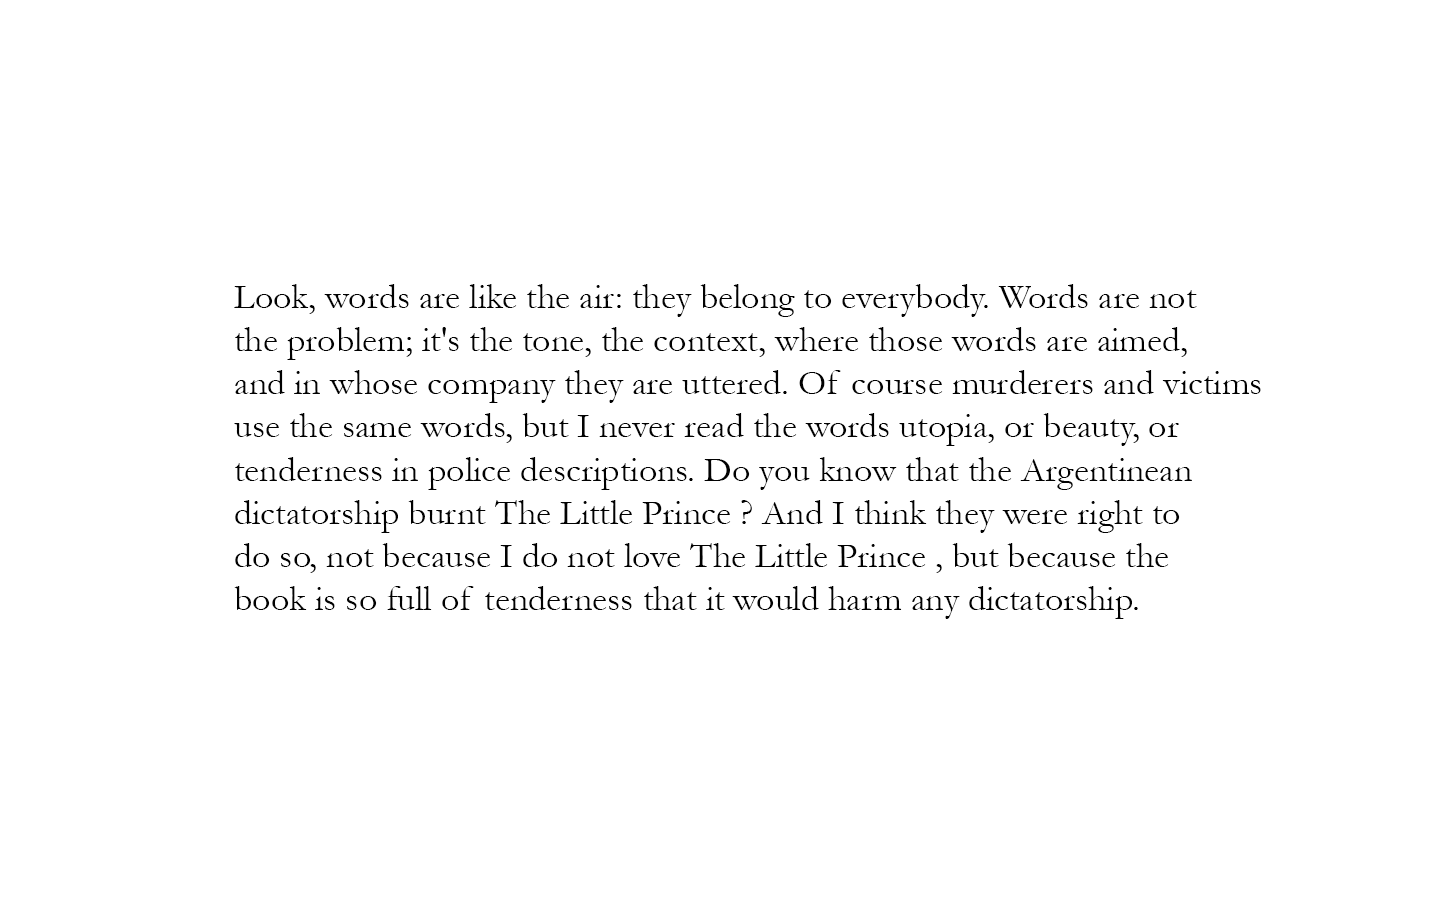 Look, words are like the air: they belong to everybody. Words are not
the problem; it's the tone, the context, where those words are aimed,
and in whose company they are uttered. Of course murderers and victims
use the same words, but I never read the words utopia, or beauty, or
tenderness in police descriptions. Do you know that the Argentinean
dictatorship burnt The Little Prince ? And I think they were right to
do so, not because I do not love The Little Prince , but because the
book is so full of tenderness that it would harm any dictatorship.